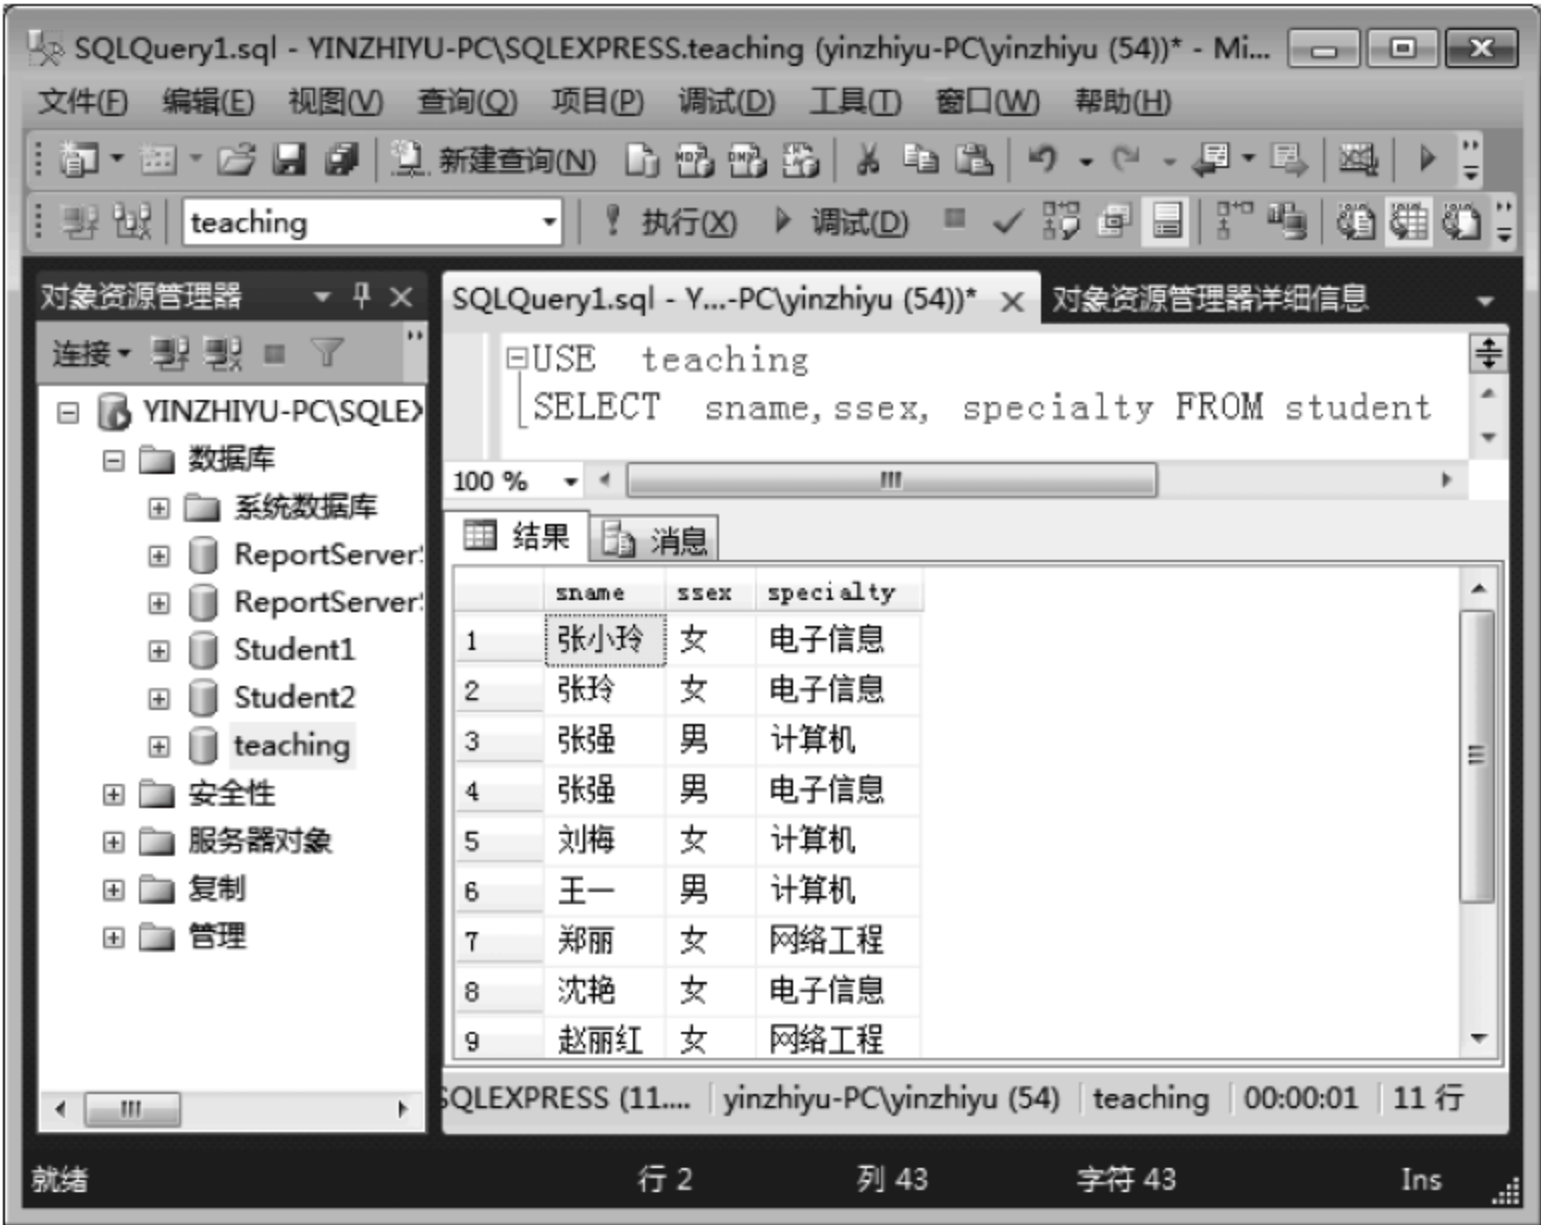 SQLQuery1.sql - YINZHIYU-PC\SQLEXPRESS.teaching (yinzhiyu-PC\yinzhiyu (54))* - Mi...
文件(F) 编辑(E) 视图(V) 查询(Q) 项目(P) 调试(D) 工具(T) 窗口(W) 帮助(H)
新建查询(N)
teaching 执行(X) 调试(D)
对象资源管理器
连接
YINZHIYU-PC\SQLEX
数据库
系统数据库
ReportServer
ReportServer
Student1
Student2
teaching
安全性
服务器对象
复制
管理
SQLQuery1.sql - Y...-PC\yinzhiyu (54))* 对象资源管理器详细信息
USE teaching
SELECT sname,ssex, specialty FROM student
100 %
结果 消息
sname ssex specialty
1 张小玲 女 电子信息
2 张玲 女 电子信息
3 张强 男 计算机
4 张强 男 电子信息
5 刘梅 女 计算机
6 王一 男 计算机
7 郑丽 女 网络工程
8 沈艳 女 电子信息
9 赵丽红 女 网络工程
SQLEXPRESS (11.... yinzhiyu-PC\yinzhiyu (54) teaching 00:00:01 11 行
就绪 行 2 列 43 字符 43 Ins